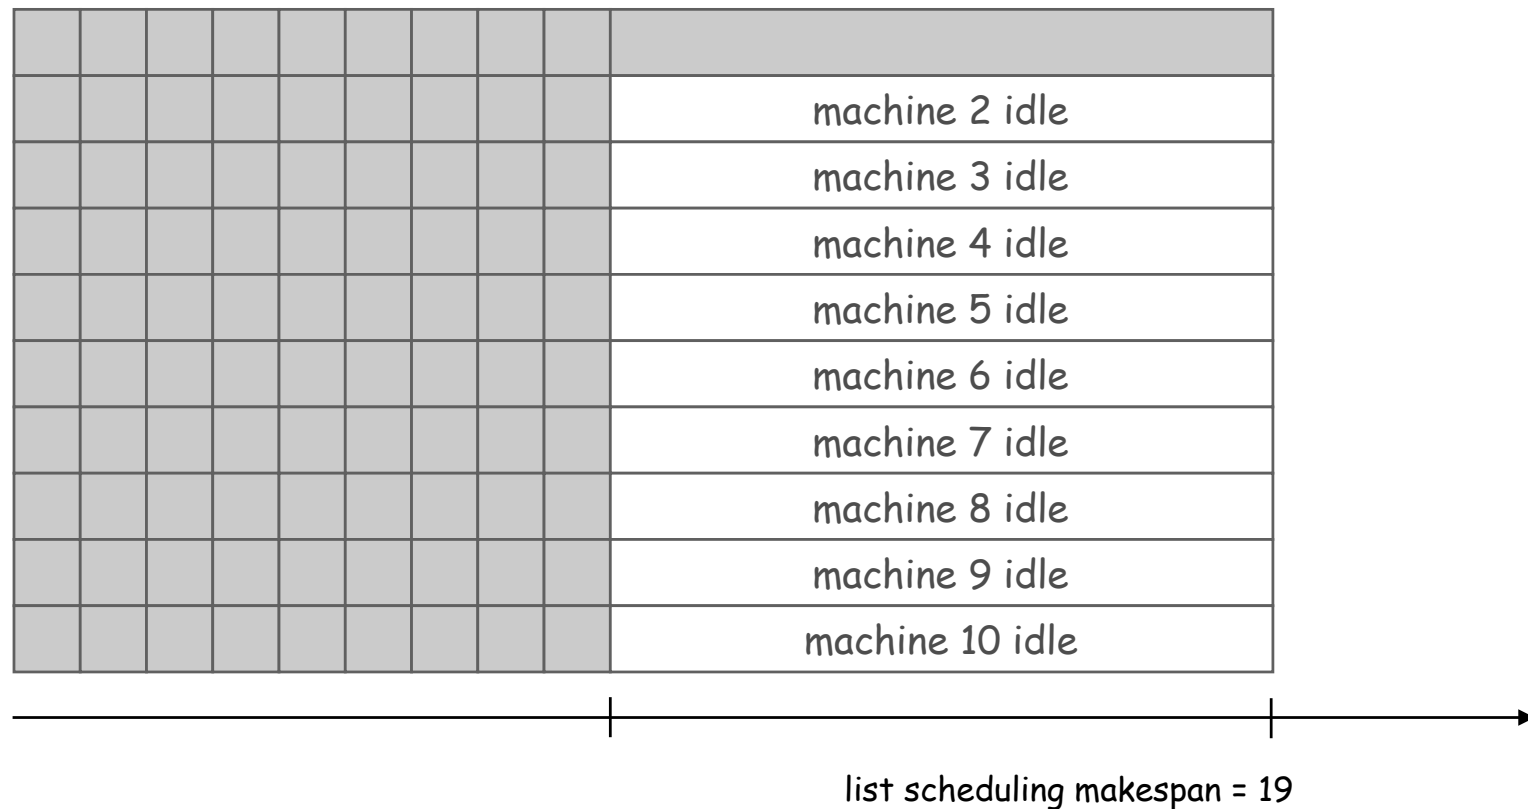 machine 2 idle
machine 3 idle
machine 4 idle
machine 5 idle
machine 6 idle
machine 7 idle
machine 8 idle
machine 9 idle
machine 10 idle
list scheduling makespan = 19